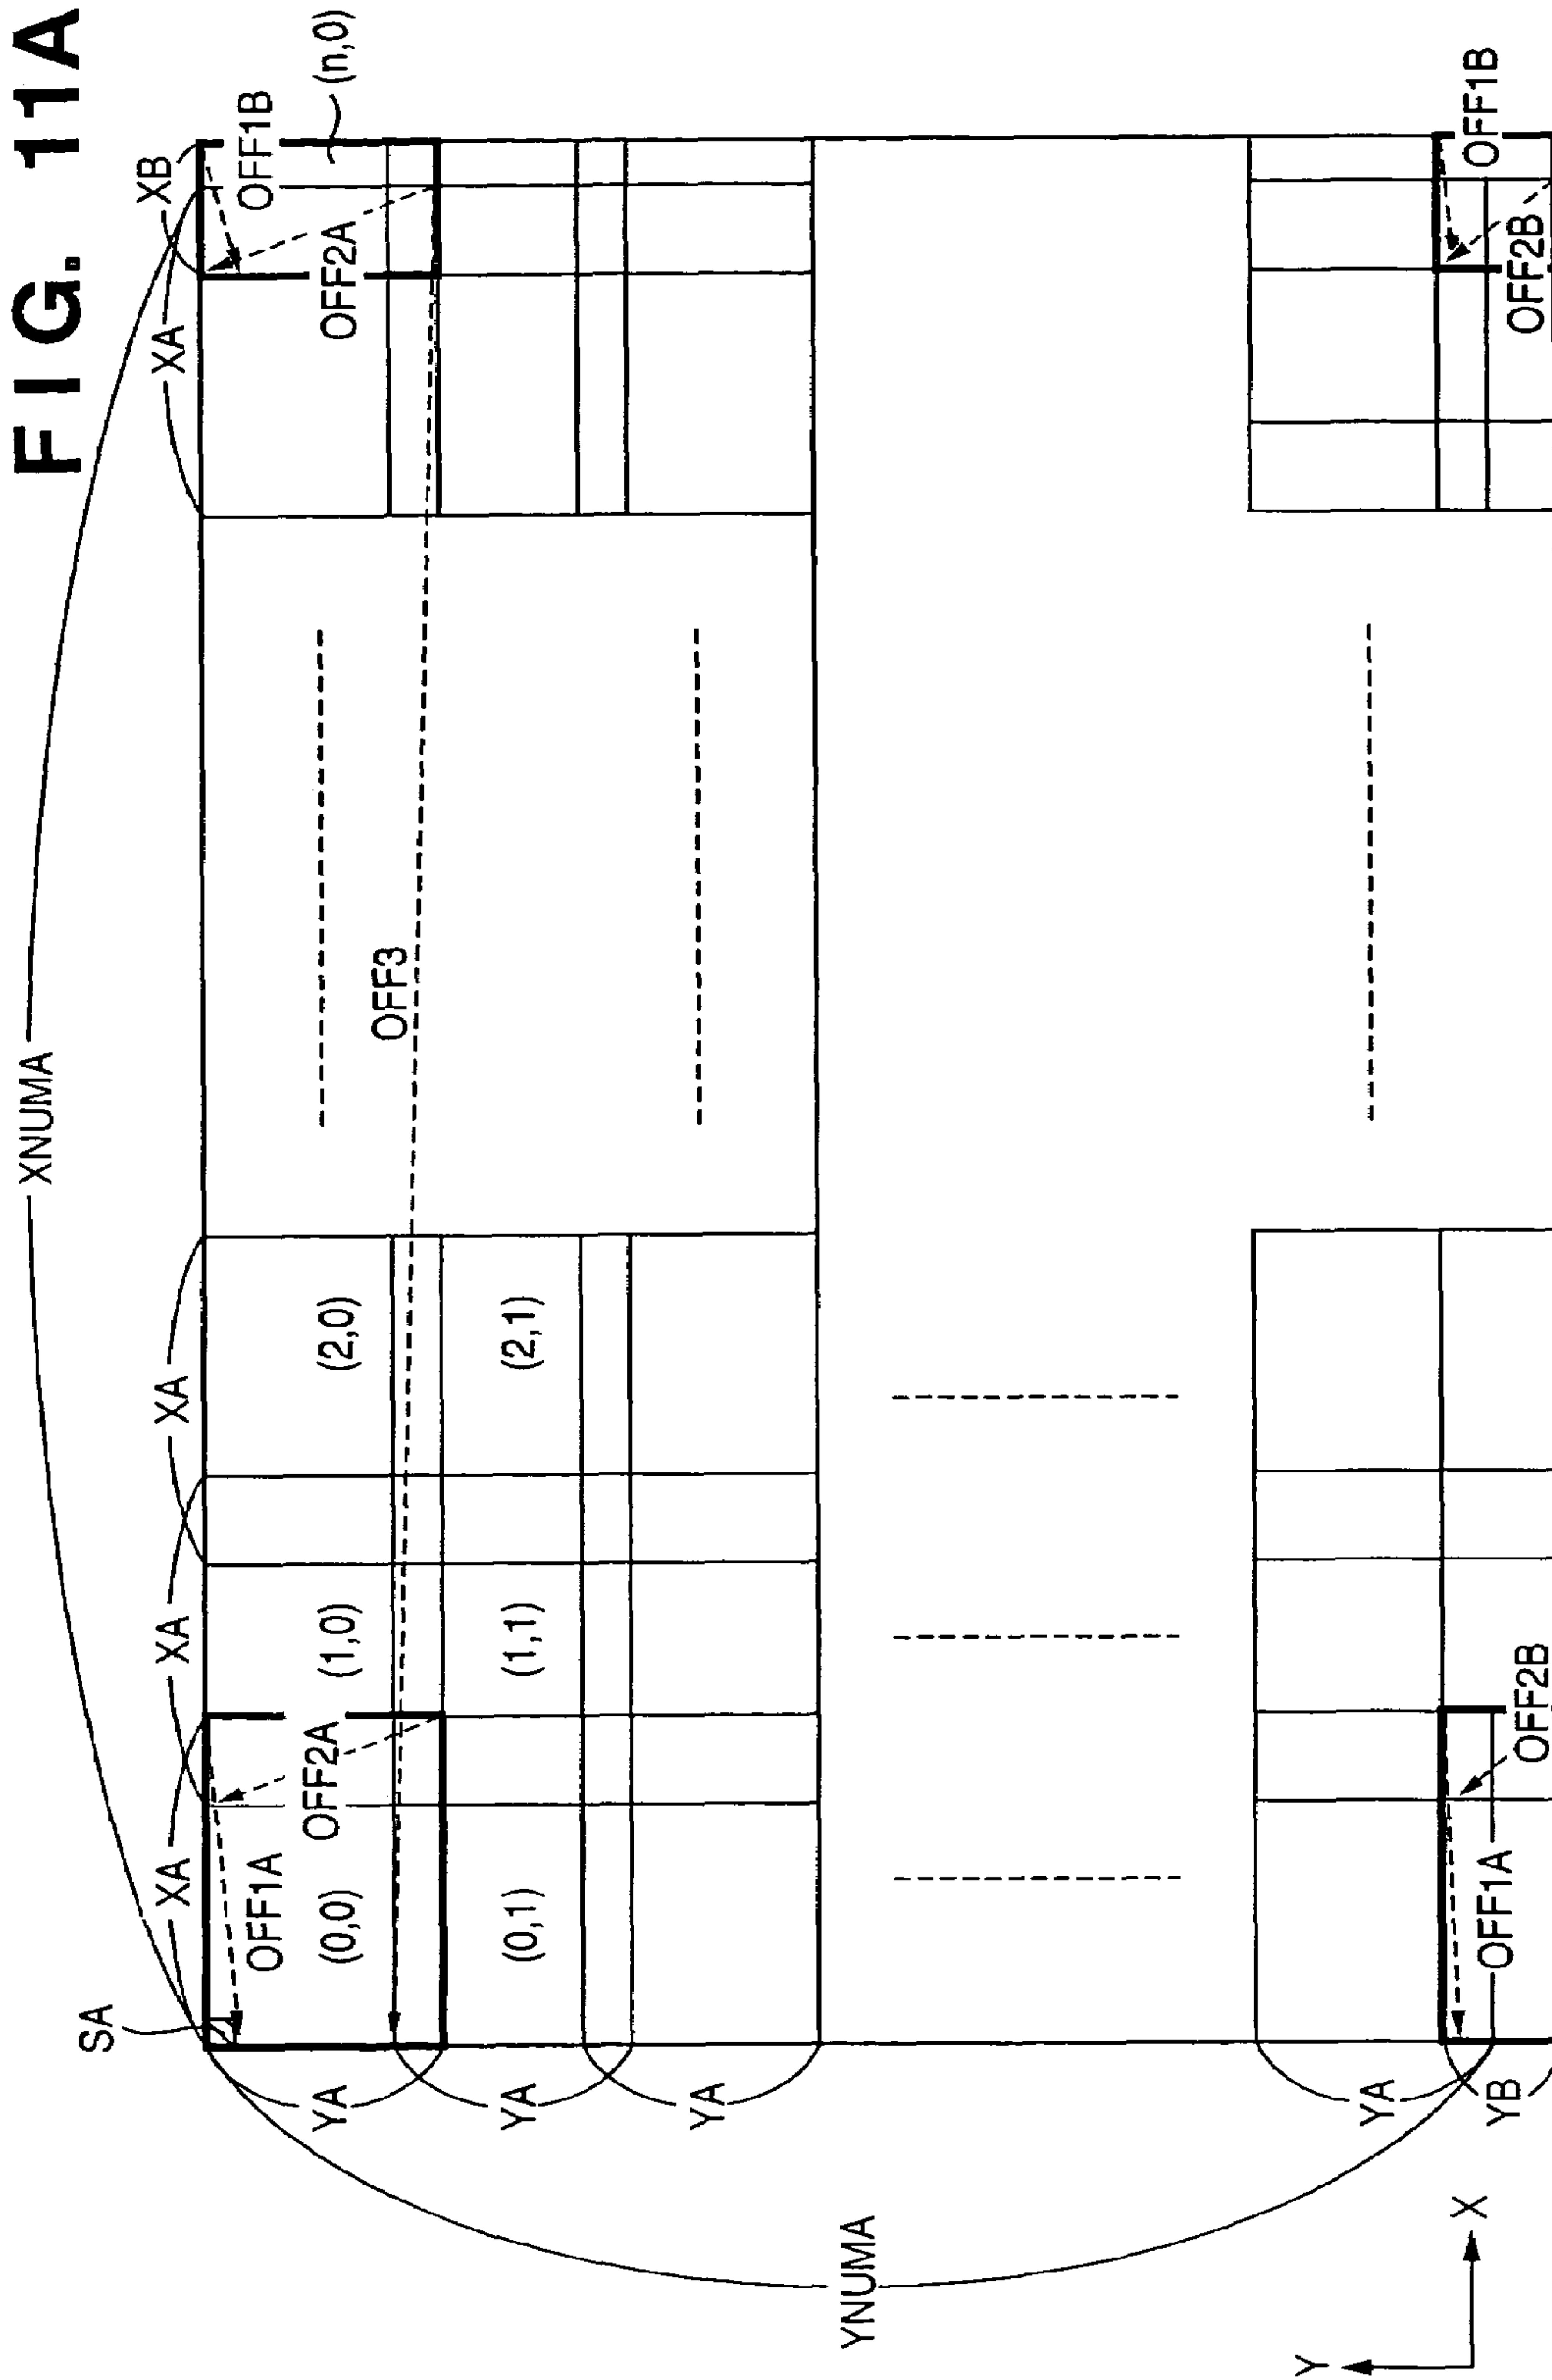 FIG. 11A
XNUMA
SA
XA
XA
XA
XA
XB
OFF1A
OFF2A
OFF1B
(n,0)
(0,0)
(1,0)
(2,0)
OFF2A
OFF3
YA
YA
(0,1)
(1,1)
(2,1)
YA
YNUMA
YA
YB
OFF1A
OFF2B
OFF1B
OFF2B
Y
X